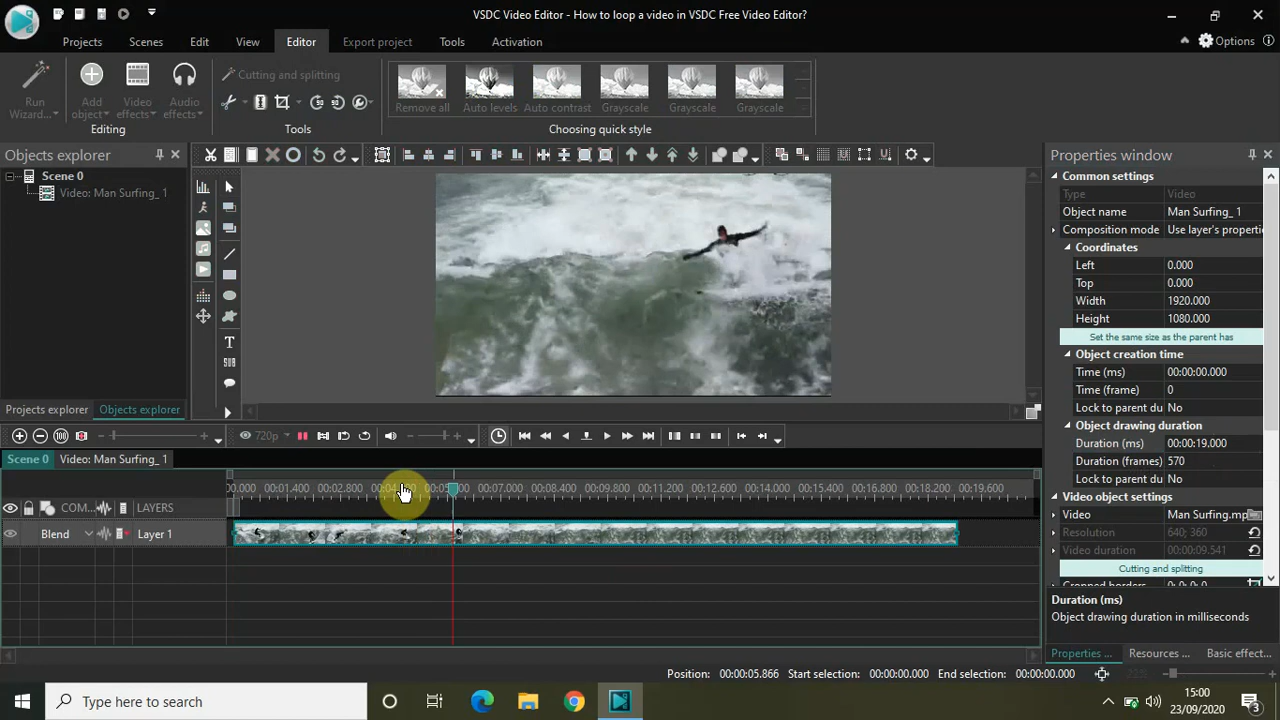 VSDC Video Editor - How to loop a video in VSDC Free Video Editor?
Projects Scenes Edit View Editor Export project Tools Activation Options
Run Wizard...
Add object
Video effects
Audio effects
Editing
Cutting and splitting
Tools
Remove all Auto levels Auto contrast Grayscale Grayscale Grayscale
Choosing quick style
Objects explorer
Scene 0
Video: Man Surfing_ 1
Projects explorer Objects explorer
Properties window
Common settings
Type Video
Object name Man Surfing_ 1
Composition mode Use layer's properti
Coordinates
Left 0.000
Top 0.000
Width 1920.000
Height 1080.000
Set the same size as the parent has
Object creation time
Time (ms) 00:00:00.000
Time (frame) 0
Lock to parent du No
Object drawing duration
Duration (ms) 00:00:19.000
Duration (frames) 570
Lock to parent du No
Video object settings
Video Man Surfing.mp
Resolution 640; 360
Video duration 00:00:09.541
Cutting and splitting
Cropped borders 0; 0; 0; 0
Duration (ms)
Object drawing duration in milliseconds
Properties ... Resources ... Basic effect...
720p
Scene 0 Video: Man Surfing_ 1
00:01.400 00:02.800 00:07.000 00:08.400 00:09.800 00:11.200 00:12.600 00:14.000 00:15.400 00:16.800 00:18.200 00:19.600
COM... LAYERS
Blend Layer 1
Position: 00:00:05.866 Start selection: 00:00:00.000 End selection: 00:00:00.000
Type here to search
15:00
23/09/2020
3